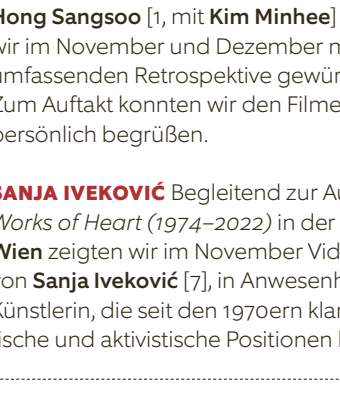 Hong Sangsoo [1, mit Kim Minhee]
wir im November und Dezember m
umfassenden Retrospektive gewür
Zum Auftakt konnten wir den Filme
persönlich begrüßen.
SANJA IVEKOVIĆ Begleitend zur Au
Works of Heart (1974–2022) in der
Wien zeigten wir im November Vid
von Sanja Iveković [7], in Anwesenh
Künstlerin, die seit den 1970ern klar
tische und aktivistische Positionen